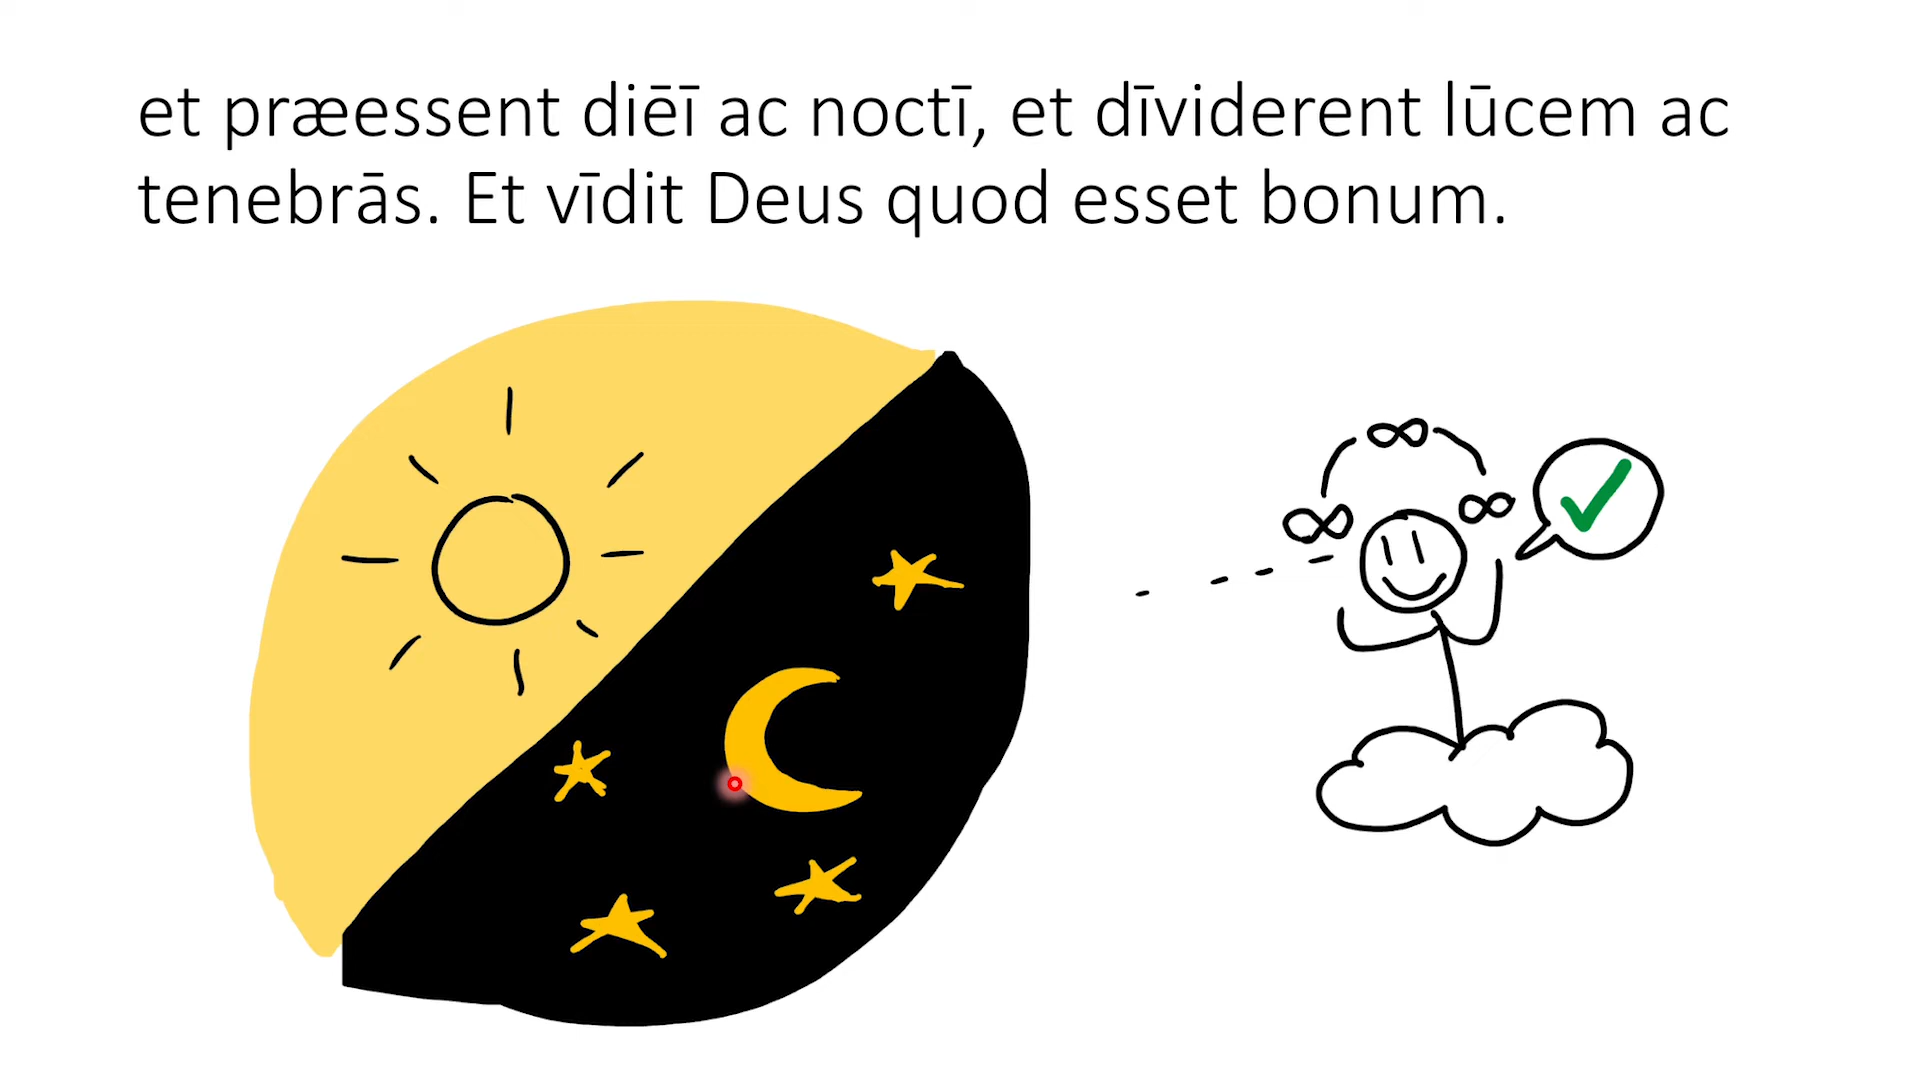 et præessent diēī ac noctī, et dīviderent lūcem ac
tenebrās. Et vīdit Deus quod esset bonum.